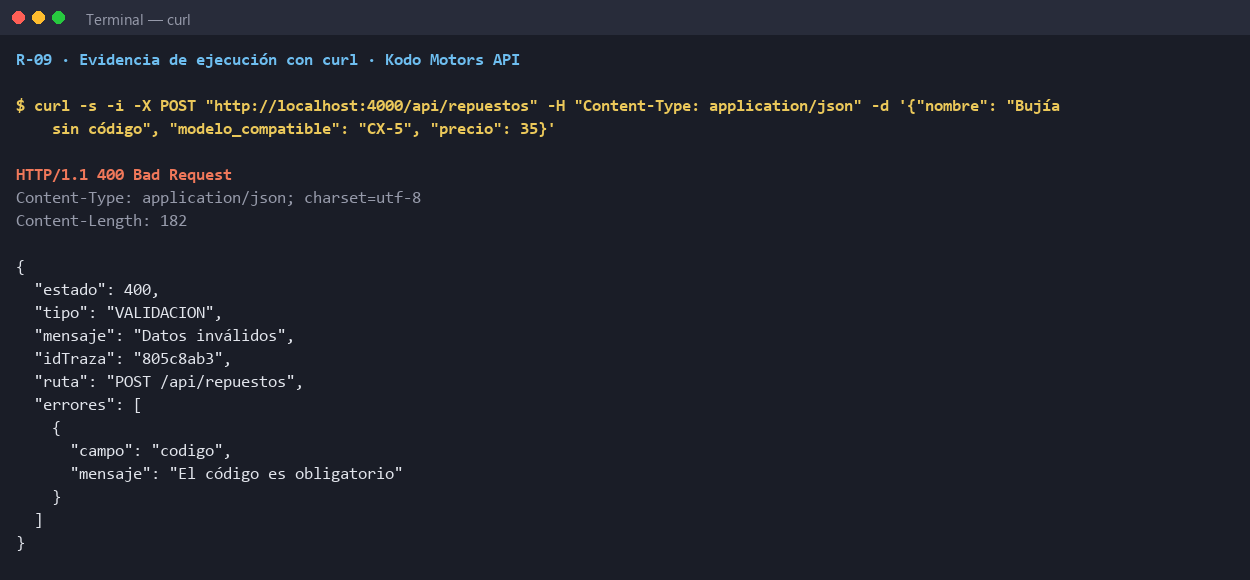 Terminal — curl
R-09 · Evidencia de ejecución con curl · Kodo Motors API
$ curl -s -i -X POST "http://localhost:4000/api/repuestos" -H "Content-Type: application/json" -d '{"nombre": "Bujía
    sin código", "modelo_compatible": "CX-5", "precio": 35}'
HTTP/1.1 400 Bad Request
Content-Type: application/json; charset=utf-8
Content-Length: 182
{
  "estado": 400,
  "tipo": "VALIDACION",
  "mensaje": "Datos inválidos",
  "idTraza": "805c8ab3",
  "ruta": "POST /api/repuestos",
  "errores": [
    {
      "campo": "codigo",
      "mensaje": "El código es obligatorio"
    }
  ]
}